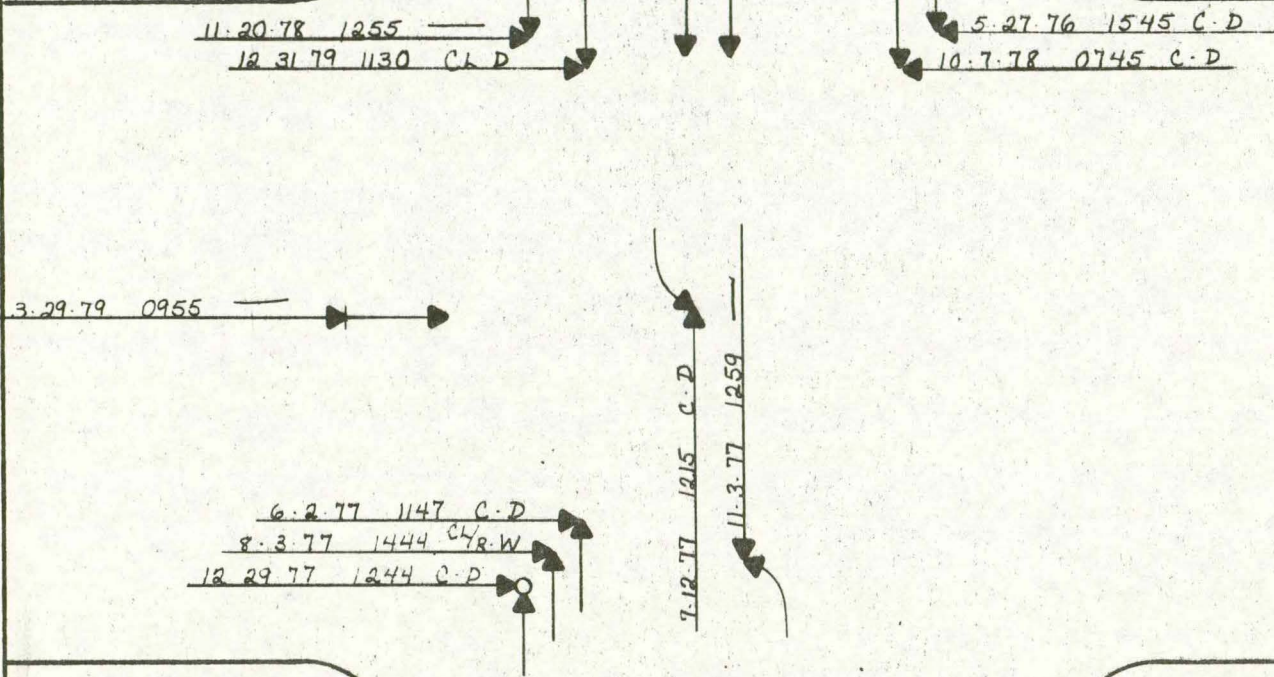 11·20·78 1255 —
12 31 79 1130 CL D
5·27·76 1545 C·D
10·7·78 0745 C·D
3·29·79 0955 —
7·12·77 1215 C·D
11·3·77 1259 —
6·2·77 1147 C·D
8·3·77 1444 CL/R·W
12 29 77 1244 C·D